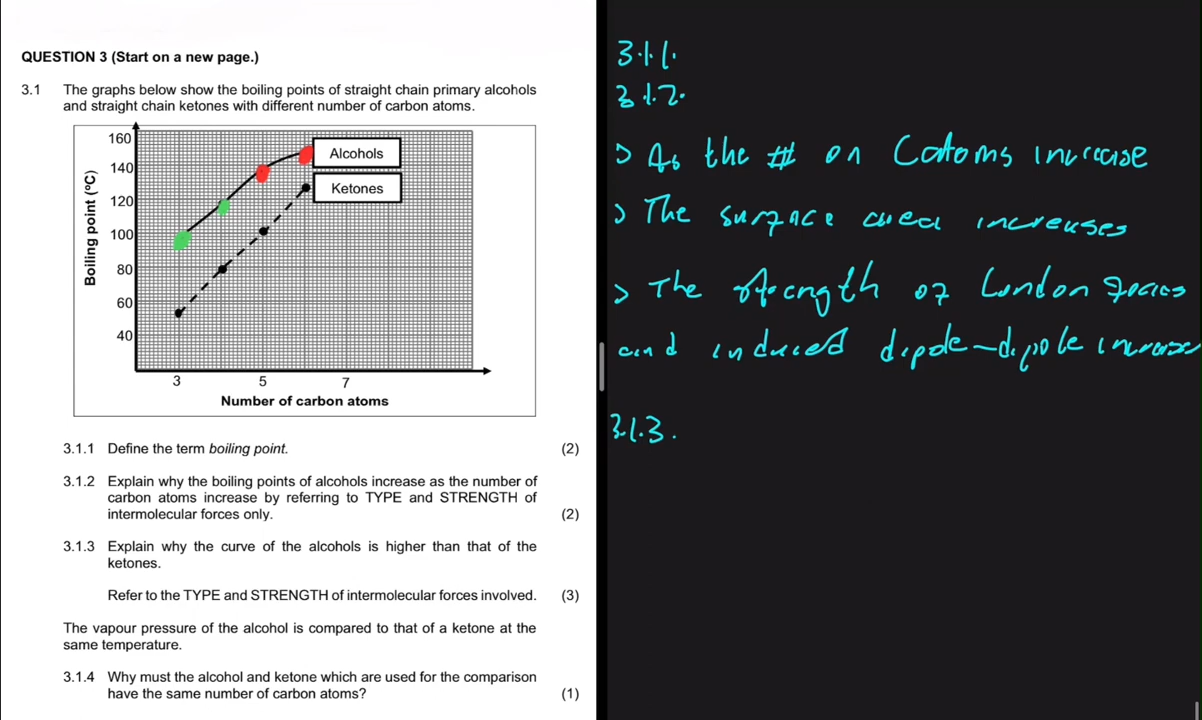 QUESTION 3 (Start on a new page.)
3.1 The graphs below show the boiling points of straight chain primary alcohols
and straight chain ketones with different number of carbon atoms.
160
140
120
100
80
60
40
Boiling point (ºC)
Alcohols
Ketones
3 5 7
Number of carbon atoms
3.1.1 Define the term boiling point. (2)
3.1.2 Explain why the boiling points of alcohols increase as the number of
carbon atoms increase by referring to TYPE and STRENGTH of
intermolecular forces only. (2)
3.1.3 Explain why the curve of the alcohols is higher than that of the
ketones.
Refer to the TYPE and STRENGTH of intermolecular forces involved. (3)
The vapour pressure of the alcohol is compared to that of a ketone at the
same temperature.
3.1.4 Why must the alcohol and ketone which are used for the comparison
have the same number of carbon atoms? (1)
3.1.1.
3.1.2.
> As the # on C atoms increase
> The surface area increases
> The strength of London forces
and induced dipole-dipole increase
3.1.3.